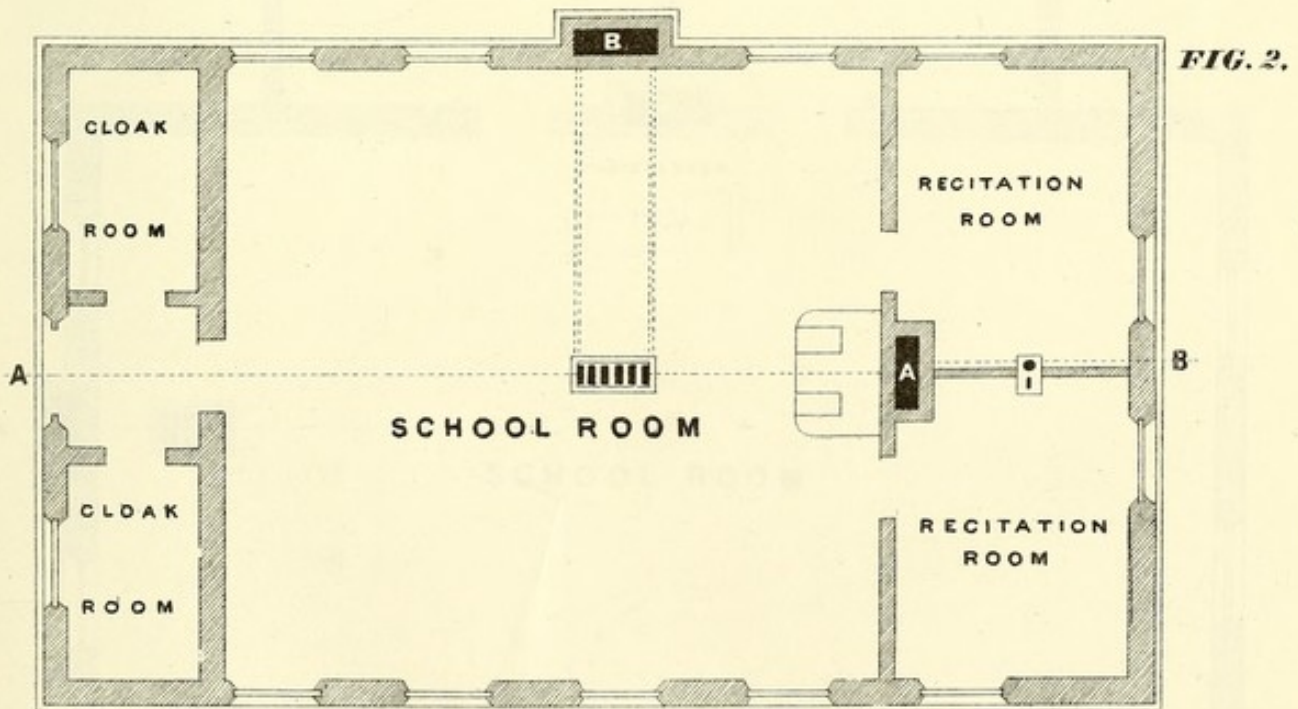 FIG. 2.
B
CLOAK
ROOM
RECITATION
ROOM
A
A
B
SCHOOL ROOM
CLOAK
ROOM
RECITATION
ROOM